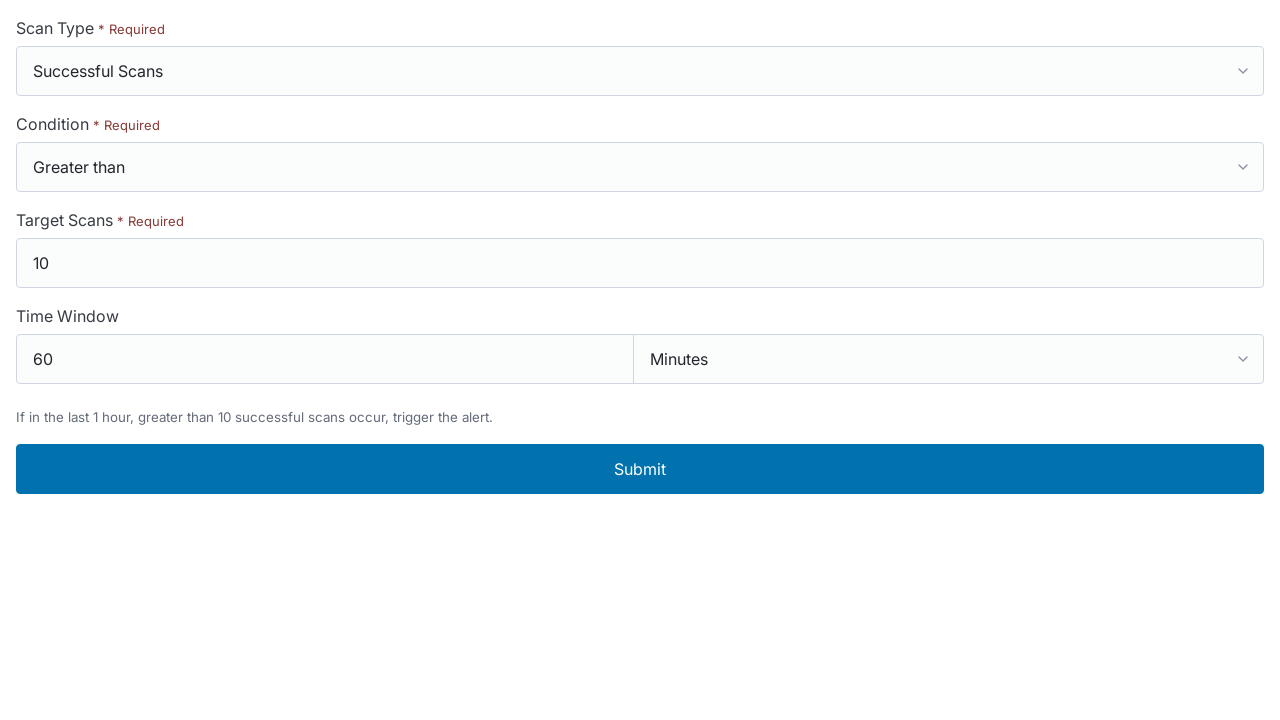 Scan Type * Required
Successful Scans
Condition * Required
Greater than
Target Scans * Required
10
Time Window
60 Minutes
If in the last 1 hour, greater than 10 successful scans occur, trigger the alert.
Submit